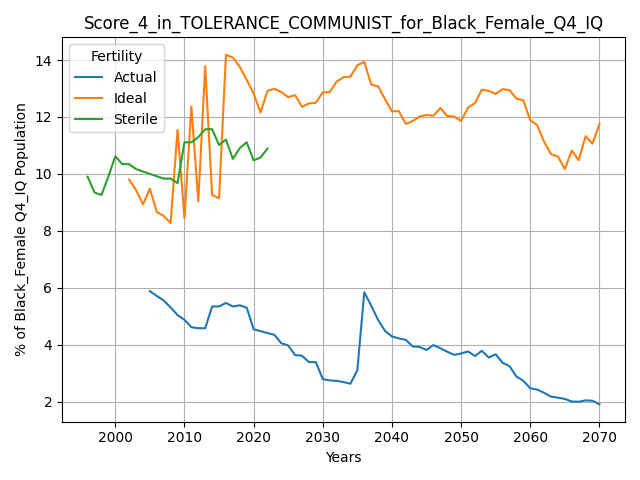 Score_4_in_TOLERANCE_COMMUNIST_for_Black_Female_Q4_IQ
% of Black_Female Q4_IQ Population
Fertility
Actual
Ideal
Sterile
14
12
10
8
6
4
2
2000 2010 2020 2030 2040 2050 2060 2070
Years